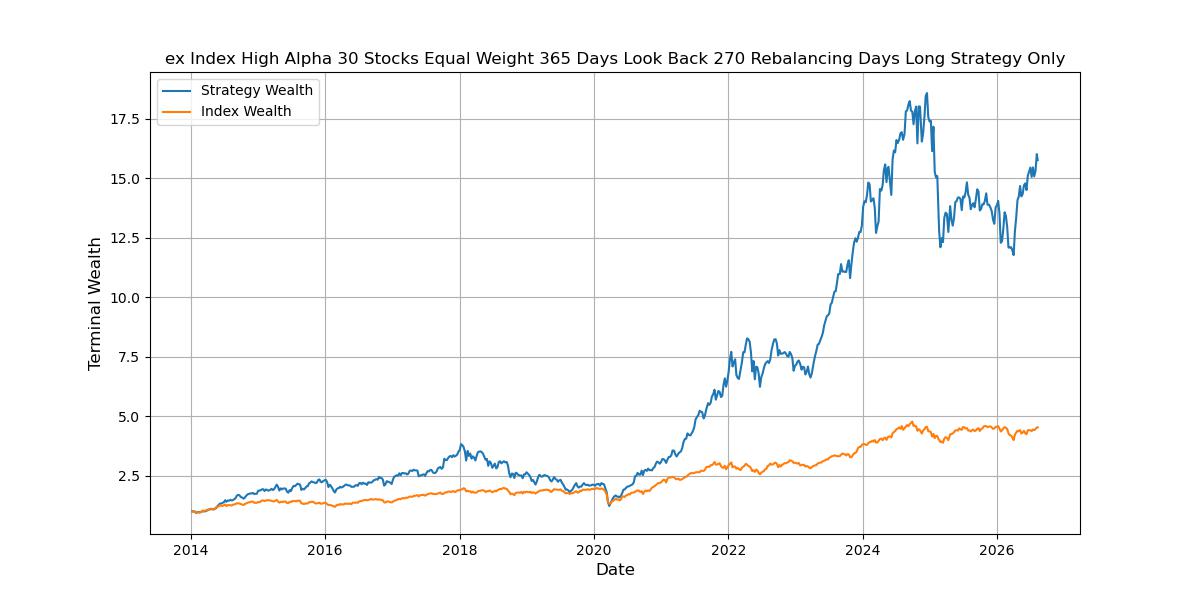 ex Index High Alpha 30 Stocks Equal Weight 365 Days Look Back 270 Rebalancing Days Long Strategy Only
Strategy Wealth
Index Wealth
Terminal Wealth
17.5
15.0
12.5
10.0
7.5
5.0
2.5
2014 2016 2018 2020 2022 2024 2026
Date